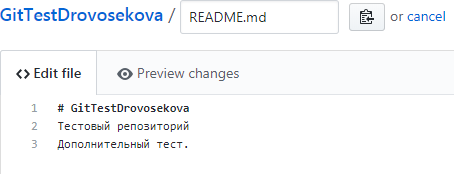 GitTestDrovosekova / README.md or cancel
Edit file Preview changes
1 # GitTestDrovosekova
2 Тестовый репозиторий
3 Дополнительный тест.